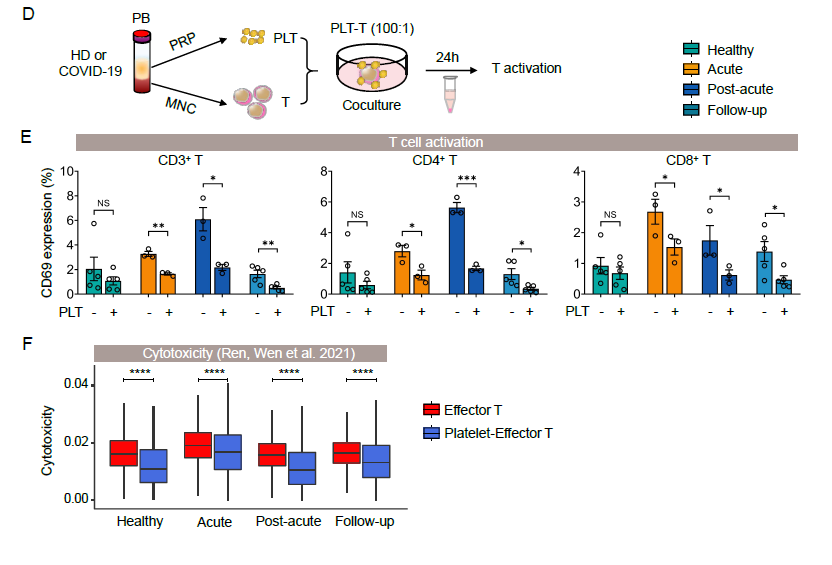 D
PB
HD or
COVID-19
PRP
MNC
PLT
T
PLT-T (100:1)
Coculture
24h
T activation
Healthy
Acute
Post-acute
Follow-up
E
T cell activation
CD3+ T
CD4+ T
CD8+ T
CD69 expression (%)
10
8
6
4
2
0
NS
**
*
**
8
6
4
2
0
NS
*
***
*
4
3
2
1
0
NS
*
*
*
PLT - + - + - + - +
PLT - + - + - + - +
PLT - + - + - + - +
F
Cytotoxicity (Ren, Wen et al. 2021)
Cytotoxicity
0.04
0.02
0.00
**** **** **** ****
Healthy Acute Post-acute Follow-up
Effector T
Platelet-Effector T